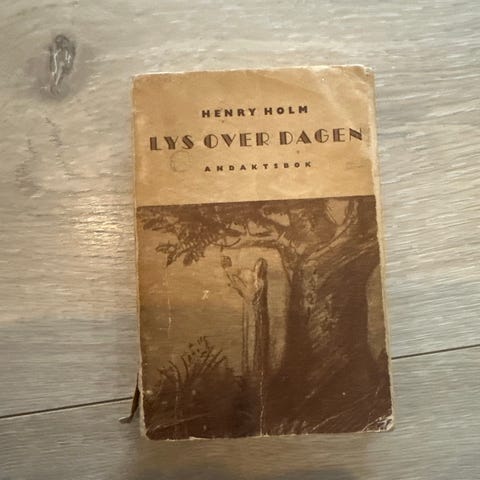 HENRY HOLM
LYS OVER DAGEN
ANDAKTSBOK